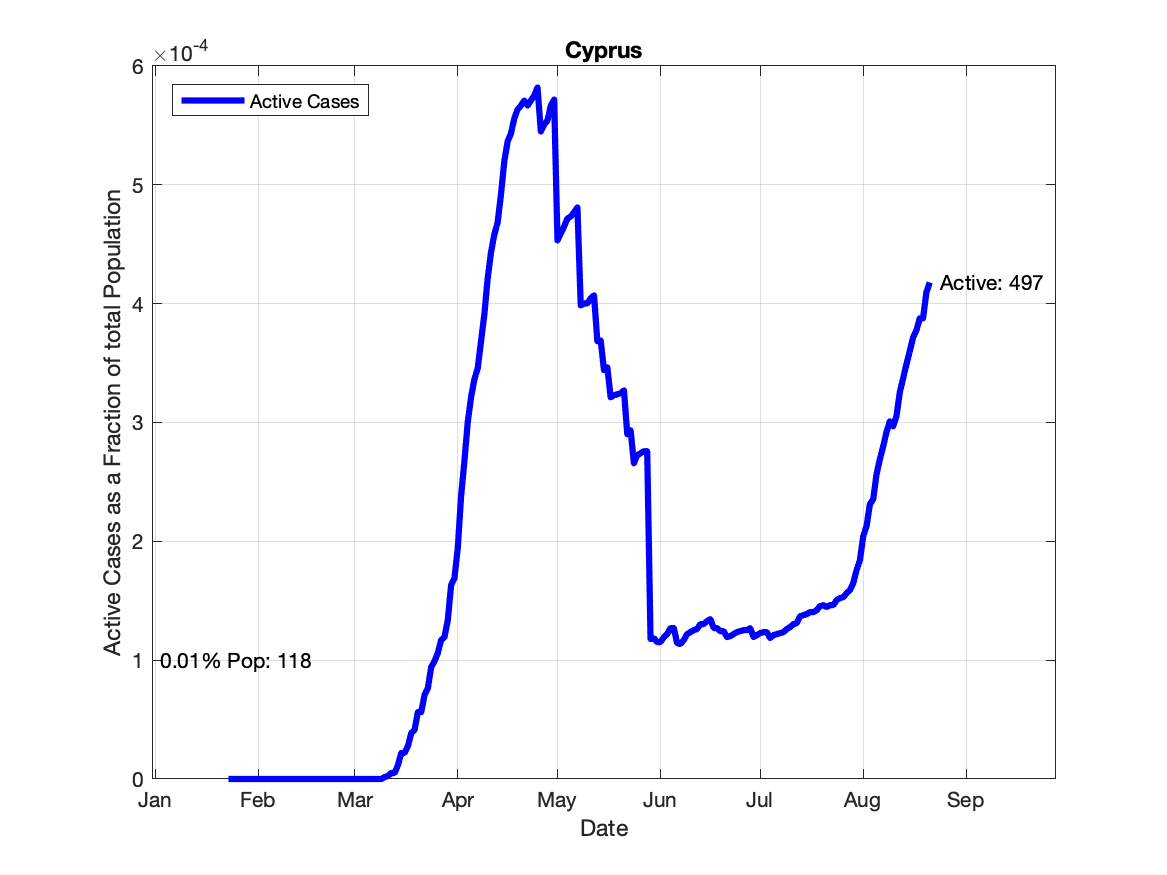 Cyprus
×10-4
Active Cases
6
5
4
3
2
1
0
Active Cases as a Fraction of total Population
Active: 497
0.01% Pop: 118
Jan Feb Mar Apr May Jun Jul Aug Sep
Date